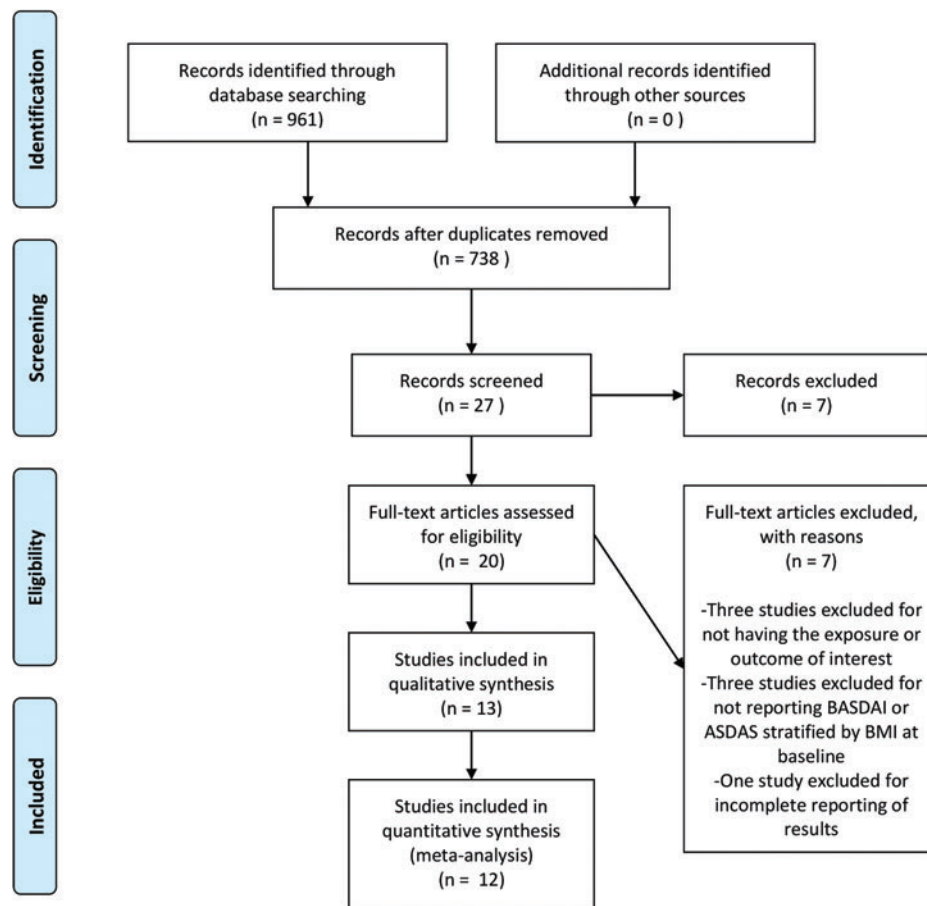 Identification
Records identified through
database searching
(n = 961)
Additional records identified
through other sources
(n = 0 )
Records after duplicates removed
(n = 738 )
Screening
Records screened
(n = 27 )
Records excluded
(n = 7)
Eligibility
Full-text articles assessed
for eligibility
(n =  20)
Full-text articles excluded,
with reasons
(n = 7)
-Three studies excluded for
not having the exposure or
outcome of interest
-Three studies excluded for
not reporting BASDAI or
ASDAS stratified by BMI at
baseline
-One study excluded for
incomplete reporting of
results
Studies included in
qualitative synthesis
(n = 13)
Included
Studies included in
quantitative synthesis
(meta-analysis)
(n =  12)